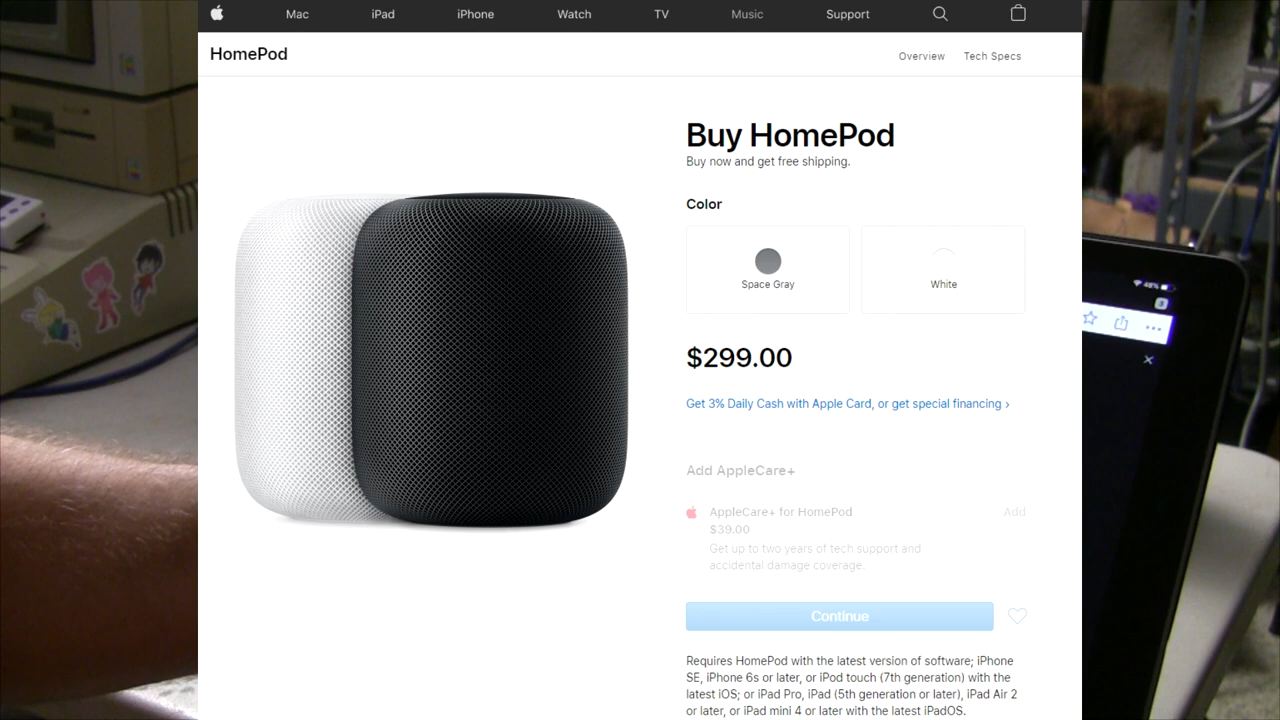 Mac iPad iPhone Watch TV Music Support
HomePod
Overview Tech Specs
Buy HomePod
Buy now and get free shipping.
Color
Space Gray
White
$299.00
Get 3% Daily Cash with Apple Card, or get special financing ›
Add AppleCare+
AppleCare+ for HomePod
Add
$39.00
Get up to two years of tech support and
accidental damage coverage.
Continue
Requires HomePod with the latest version of software; iPhone
SE, iPhone 6s or later, or iPod touch (7th generation) with the
latest iOS; or iPad Pro, iPad (5th generation or later), iPad Air 2
or later, or iPad mini 4 or later with the latest iPadOS.
48%